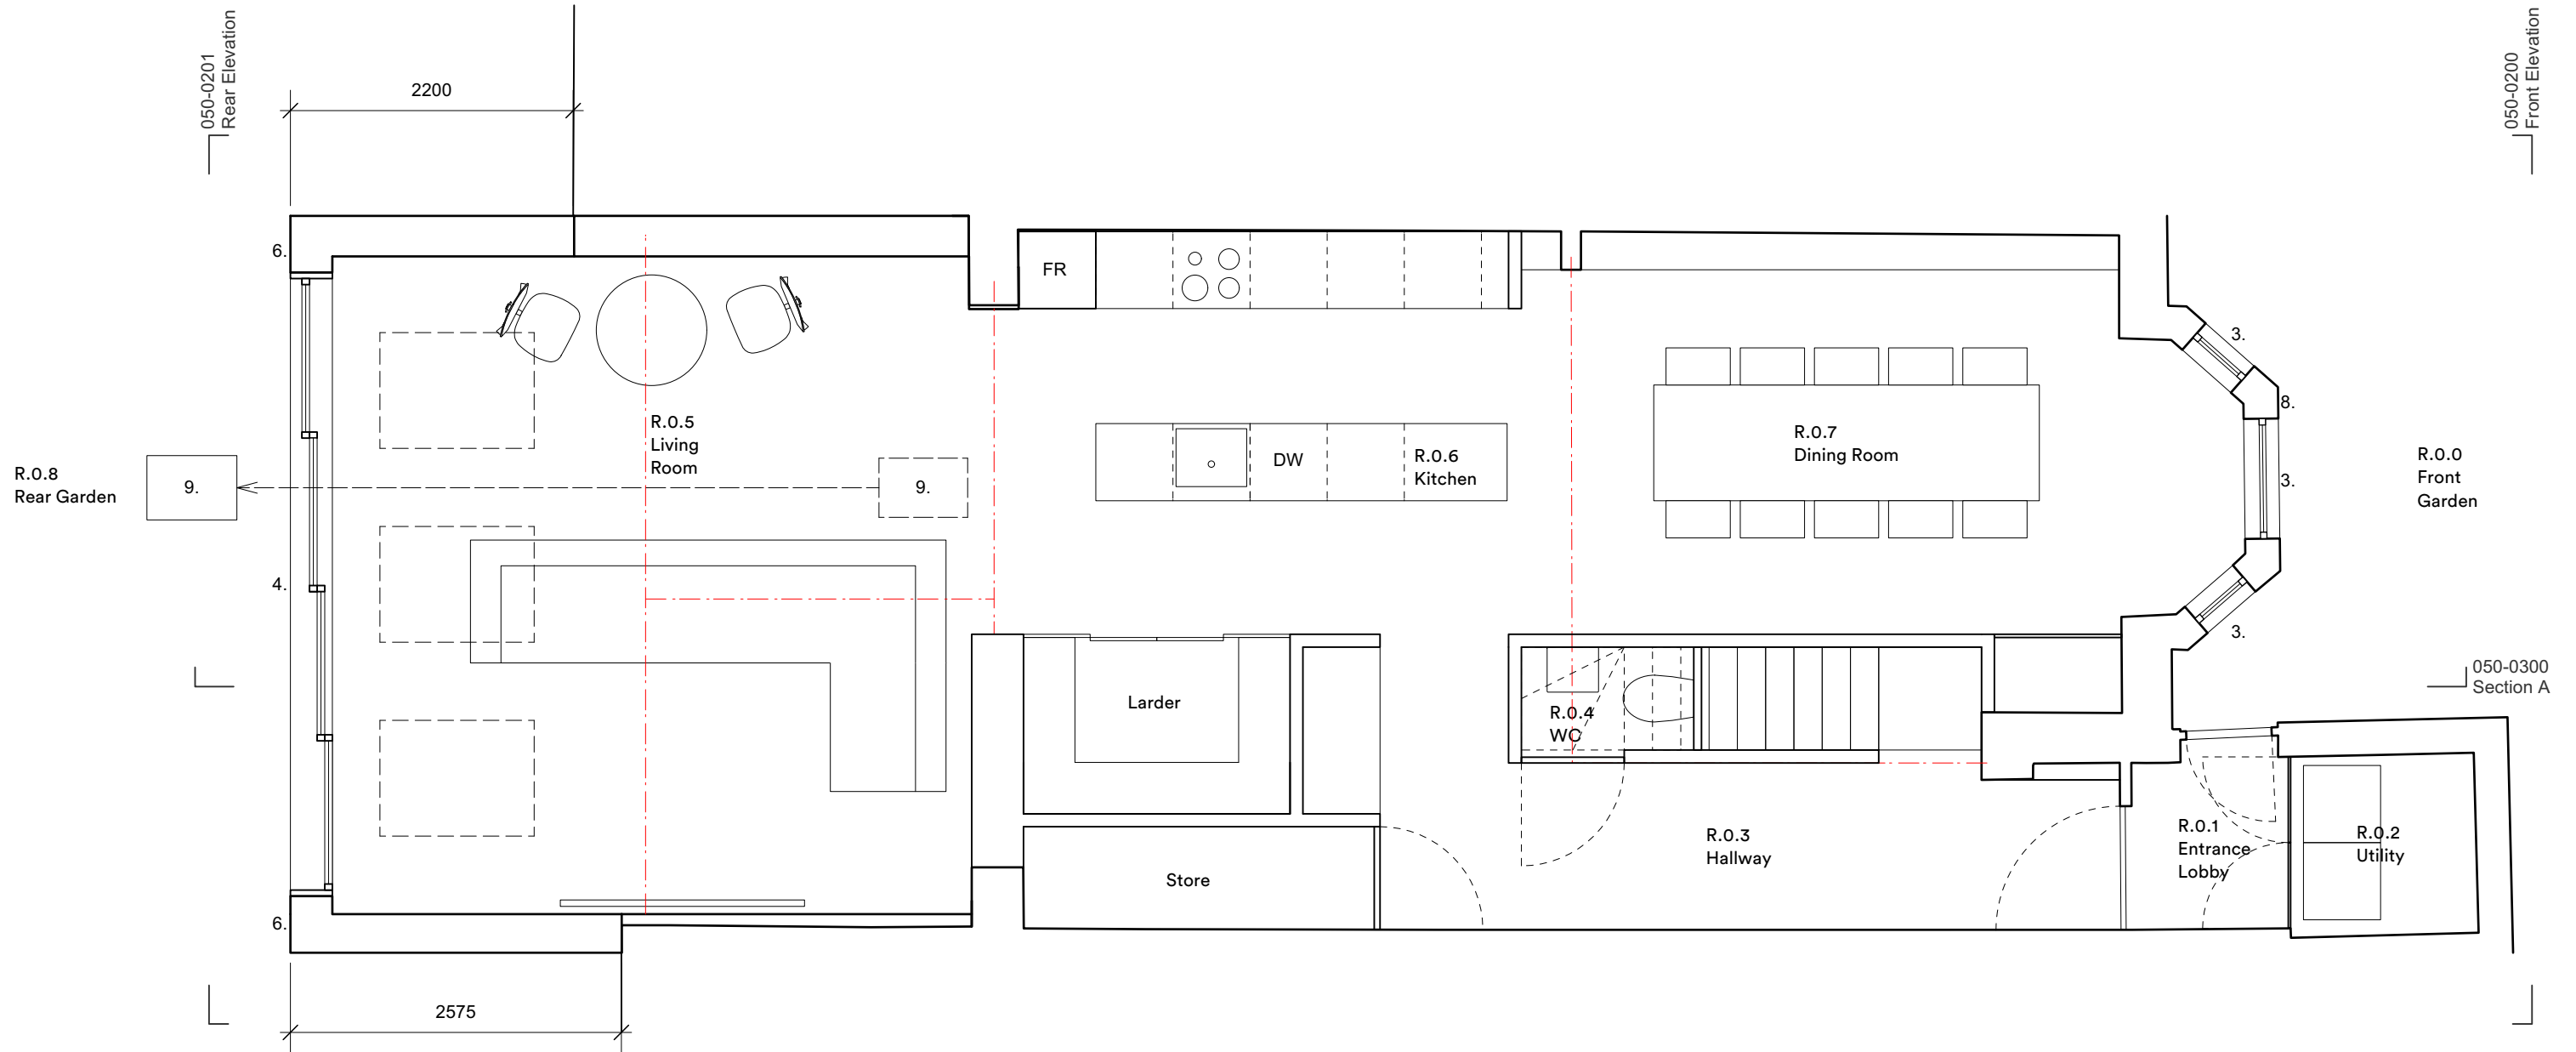 050-0201
Rear Elevation
050-0200
Front Elevation
2200
6.
FR
3.
8.
R.0.5
Living
Room
R.0.7
Dining Room
R.0.8
Rear Garden
9.
9.
DW
R.0.6
Kitchen
3.
R.0.0
Front
Garden
4.
3.
050-0300
Section A
Larder
R.0.4
WC
R.0.3
Hallway
R.0.1
Entrance
Lobby
R.0.2
Utility
Store
6.
2575